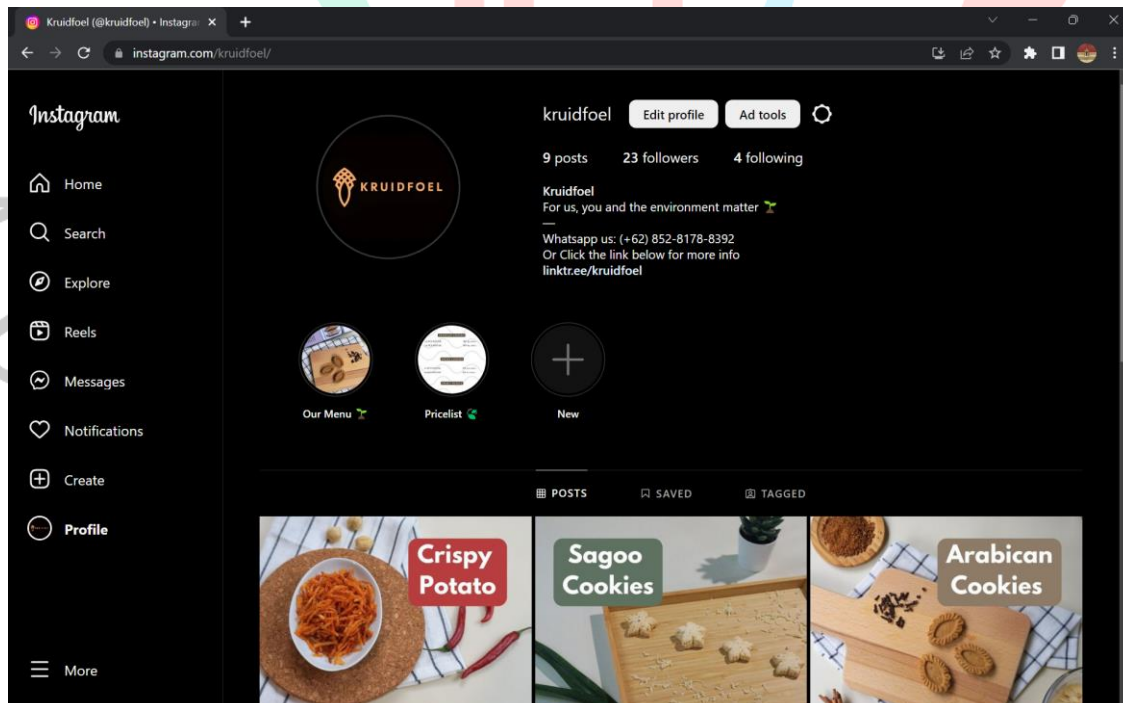 Kruidfoel (@kruidfoel) • Instagra
instagram.com/kruidfoel/
Instagram
Home
Search
Explore
Reels
Messages
Notifications
Create
Profile
More
kruidfoel Edit profile Ad tools
9 posts 23 followers 4 following
Kruidfoel
For us, you and the environment matter 🌱
—
Whatsapp us: (+62) 852-8178-8392
Or Click the link below for more info
linktr.ee/kruidfoel
KRUIDFOEL
Our Menu 🌱 Pricelist New
POSTS SAVED TAGGED
Crispy
Potato
Sagoo
Cookies
Arabican
Cookies